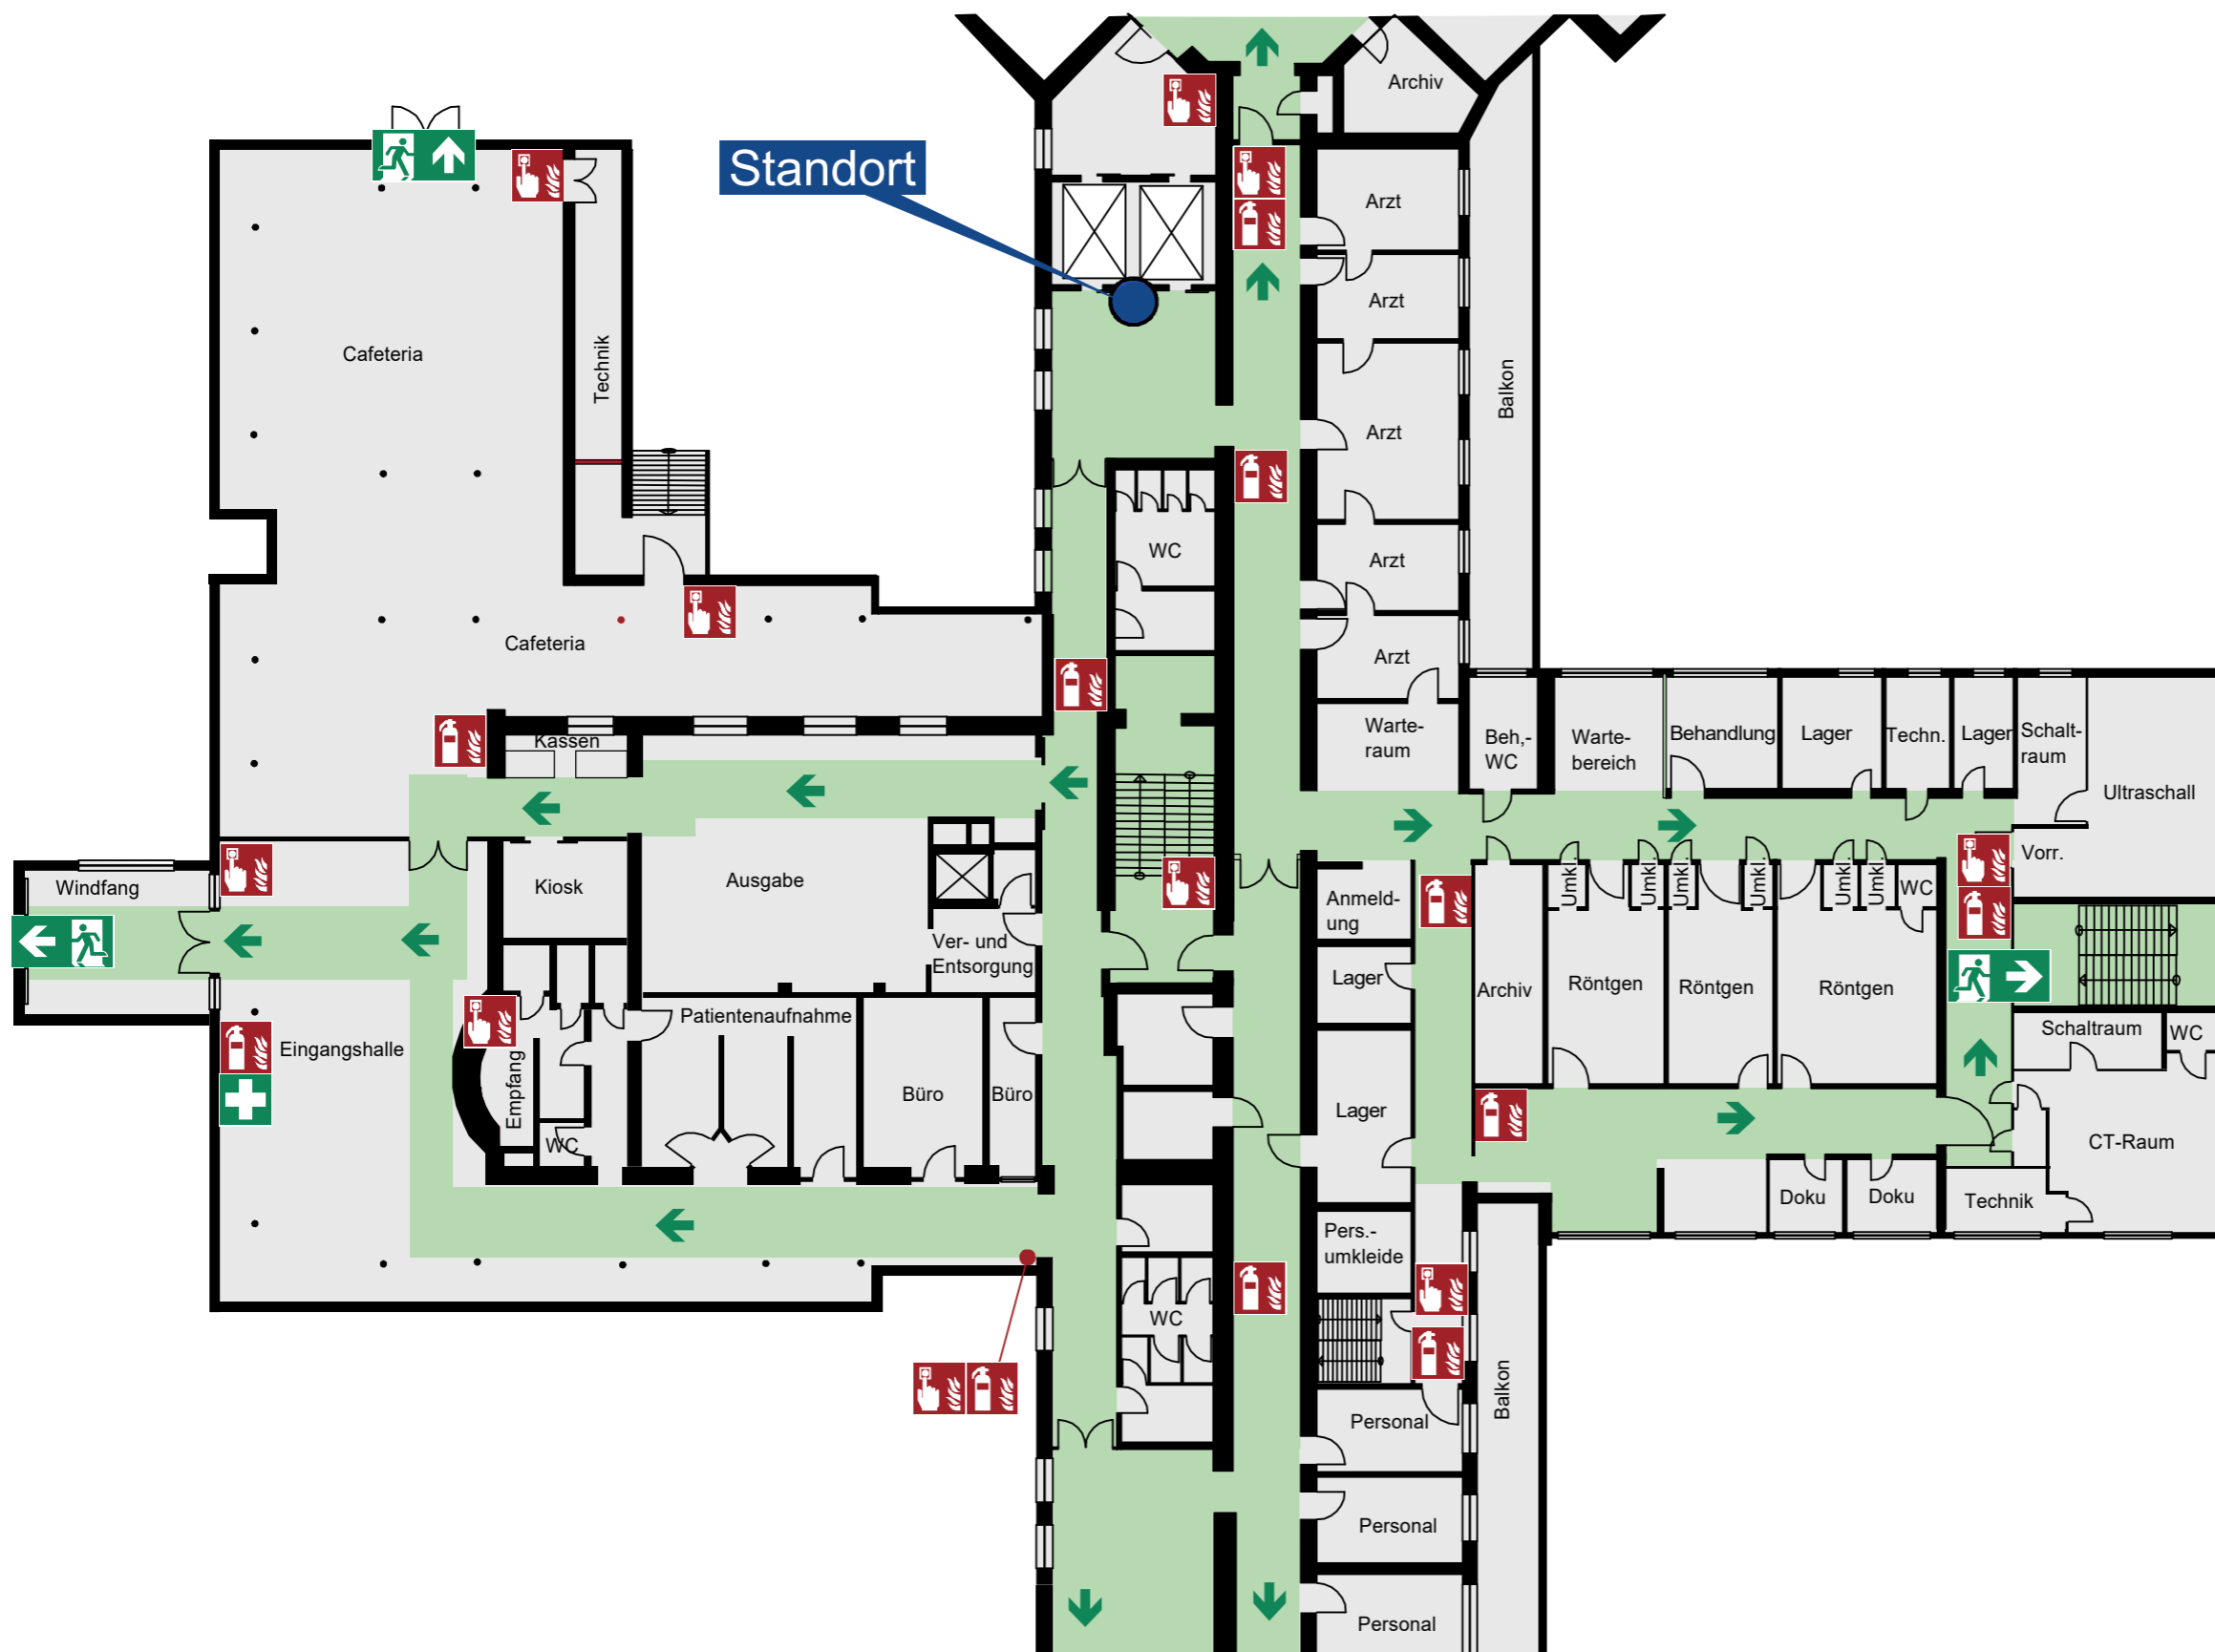 Archiv
Standort
Arzt
Arzt
Cafeteria
Technik
Balkon
Arzt
WC
Arzt
Cafeteria
Arzt
Kassen
Warte-
raum
Beh,-
WC
Warte-
bereich
Behandlung
Lager
Techn.
Lager
Schalt-
raum
Ultraschall
Vorr.
Windfang
Kiosk
Ausgabe
Anmeld-
ung
Umkl.
Umkl.
Umkl.
Umkl.
Umkl.
Umkl.
WC
Ver- und
Entsorgung
Lager
Archiv
Röntgen
Röntgen
Röntgen
Patientenaufnahme
Schaltraum
WC
Eingangshalle
Empfang
Büro
Büro
Lager
WC
CT-Raum
Doku
Doku
Technik
Pers.-
umkleide
WC
Balkon
Personal
Personal
Personal